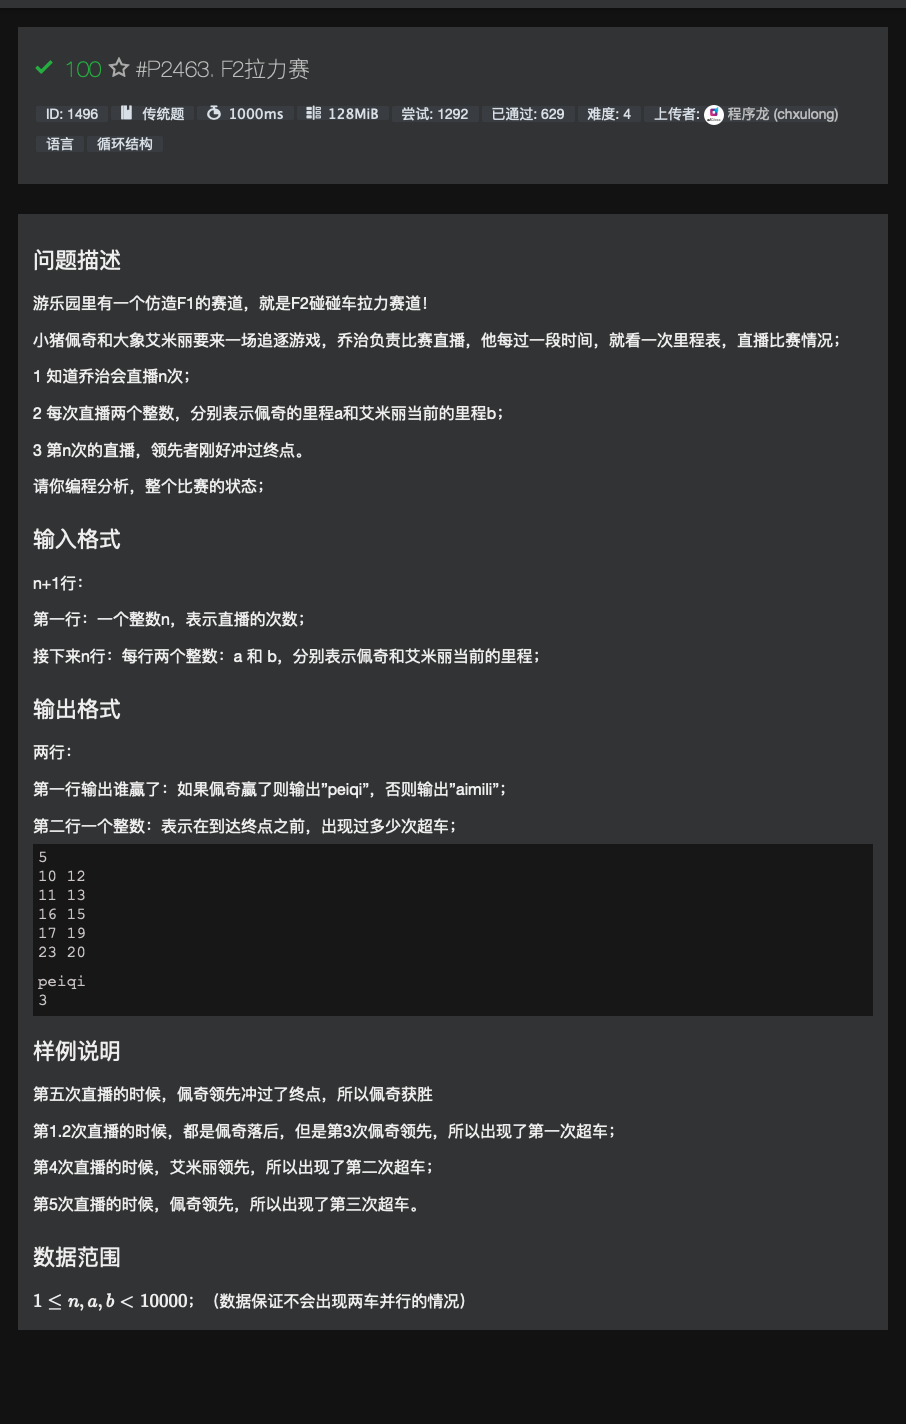 100 #P2463. F2拉力赛
ID: 1496 传统题 1000ms 128MiB 尝试: 1292 已通过: 629 难度: 4 上传者: 程序龙 (chxulong)
语言 循环结构
问题描述
游乐园里有一个仿造F1的赛道，就是F2碰碰车拉力赛道！
小猪佩奇和大象艾米丽要来一场追逐游戏，乔治负责比赛直播，他每过一段时间，就看一次里程表，直播比赛情况；
1 知道乔治会直播n次；
2 每次直播两个整数，分别表示佩奇的里程a和艾米丽当前的里程b；
3 第n次的直播，领先者刚好冲过终点。
请你编程分析，整个比赛的状态；
输入格式
n+1行：
第一行：一个整数n，表示直播的次数；
接下来n行：每行两个整数：a 和 b，分别表示佩奇和艾米丽当前的里程；
输出格式
两行：
第一行输出谁赢了：如果佩奇赢了则输出”peiqi”，否则输出”aimili”；
第二行一个整数：表示在到达终点之前，出现过多少次超车；
5
10 12
11 13
16 15
17 19
23 20
peiqi
3
样例说明
第五次直播的时候，佩奇领先冲过了终点，所以佩奇获胜
第1.2次直播的时候，都是佩奇落后，但是第3次佩奇领先，所以出现了第一次超车；
第4次直播的时候，艾米丽领先，所以出现了第二次超车；
第5次直播的时候，佩奇领先，所以出现了第三次超车。
数据范围
1 ≤ n, a, b < 10000；（数据保证不会出现两车并行的情况）